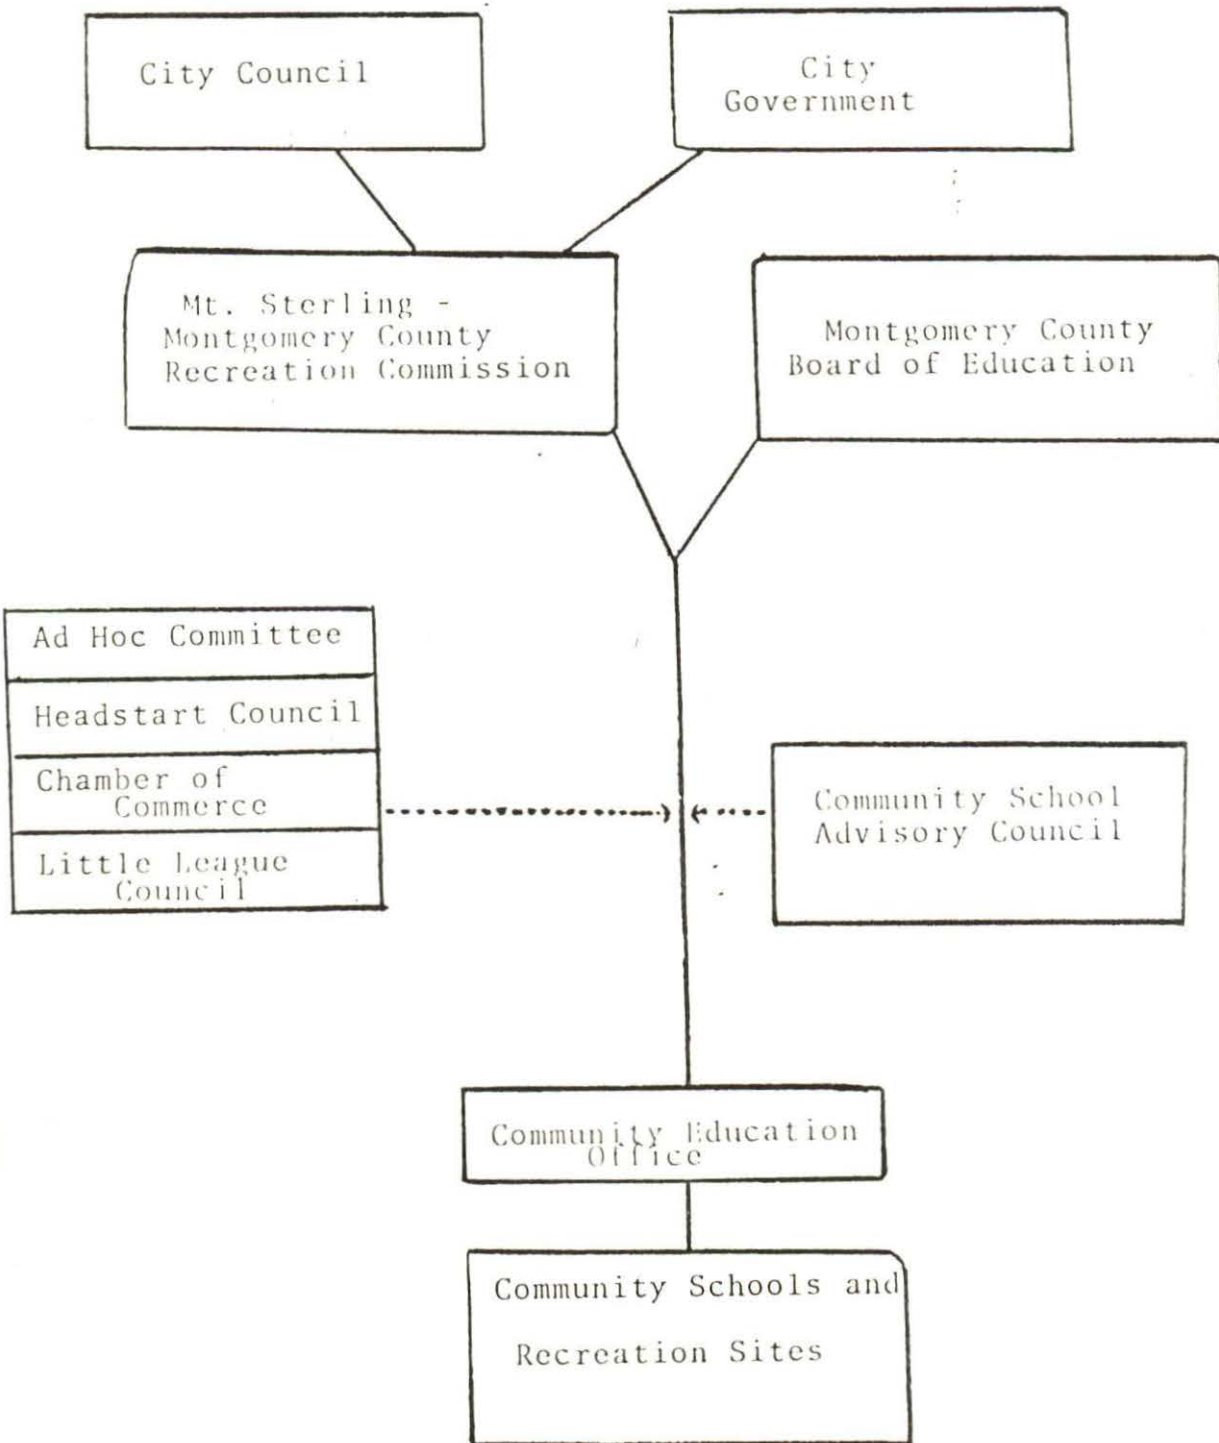 City Council
City
Government
Mt. Sterling -
Montgomery County
Recreation Commission
Montgomery County
Board of Education
Ad Hoc Committee
Headstart Council
Chamber of
Commerce
Little League
Council
Community School
Advisory Council
Community Education
Office
Community Schools and
Recreation Sites